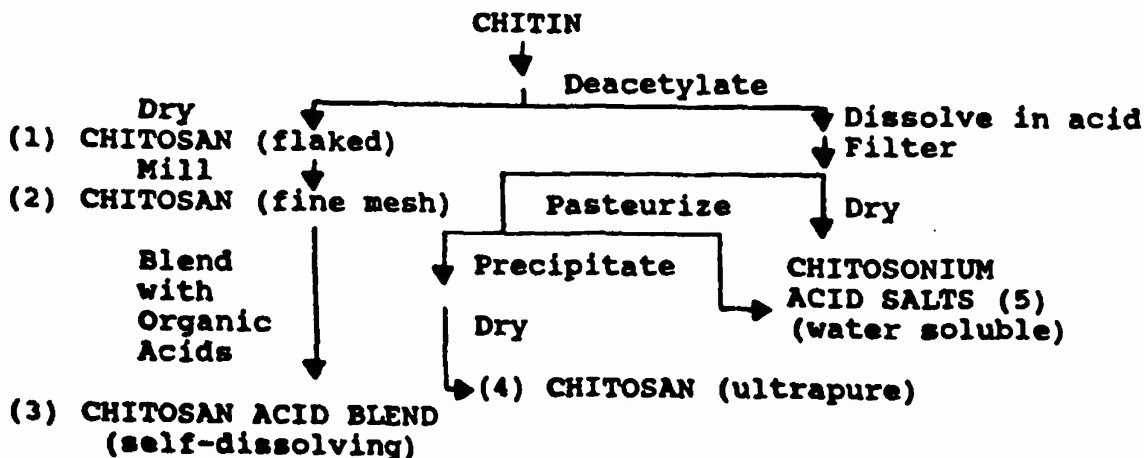 CHITIN
Deacetylate
Dry
(1) CHITOSAN (flaked)
Mill
(2) CHITOSAN (fine mesh)
Dissolve in acid
Filter
Pasteurize
Dry
Blend
with
Organic
Acids
Precipitate
Dry
CHITOSONIUM
ACID SALTS (5)
(water soluble)
(4) CHITOSAN (ultrapure)
(3) CHITOSAN ACID BLEND
(self-dissolving)